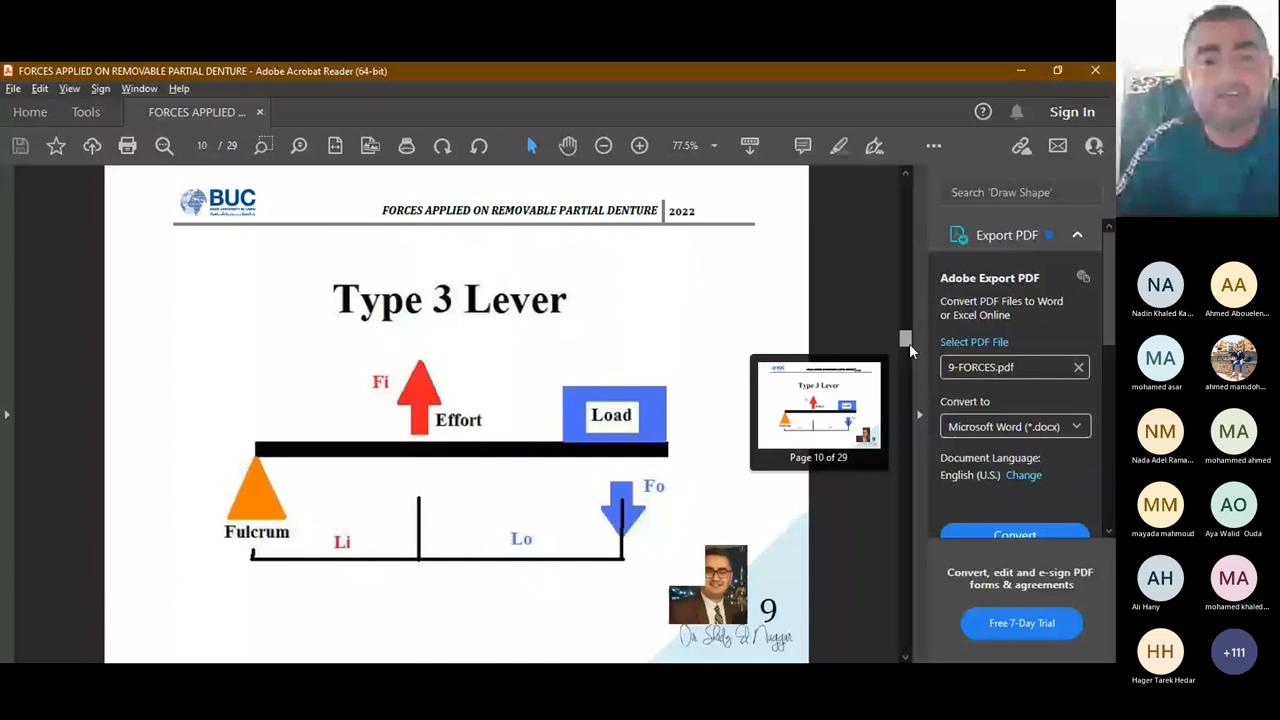 FORCES APPLIED ON REMOVABLE PARTIAL DENTURE - Adobe Acrobat Reader (64-bit)
File Edit View Sign Window Help
Home Tools FORCES APPLIED ... × Sign In
10 / 29 77.5%
BUC
FORCES APPLIED ON REMOVABLE PARTIAL DENTURE 2022
Type 3 Lever
Fi
Effort
Load
Fo
Fulcrum
Li
Lo
9
Type 3 Lever
Page 10 of 29
Search 'Draw Shape'
Export PDF
Adobe Export PDF
Convert PDF Files to Word
or Excel Online
Select PDF File
9-FORCES.pdf
Convert to
Microsoft Word (*.docx)
Document Language:
English (U.S.) Change
Convert
Convert, edit and e-sign PDF
forms & agreements
Free 7-Day Trial
NA AA
Nadin Khaled Ka... Ahmed Abouelen...
MA
mohamed asar ahmed mamdoh...
NM MA
Nada Adel Rama... mohammed ahmed
MM AO
mayada mahmoud Aya Walid Ouda
AH MA
Ali Hany mohamed khaled...
HH +111
Hager Tarek Hedar